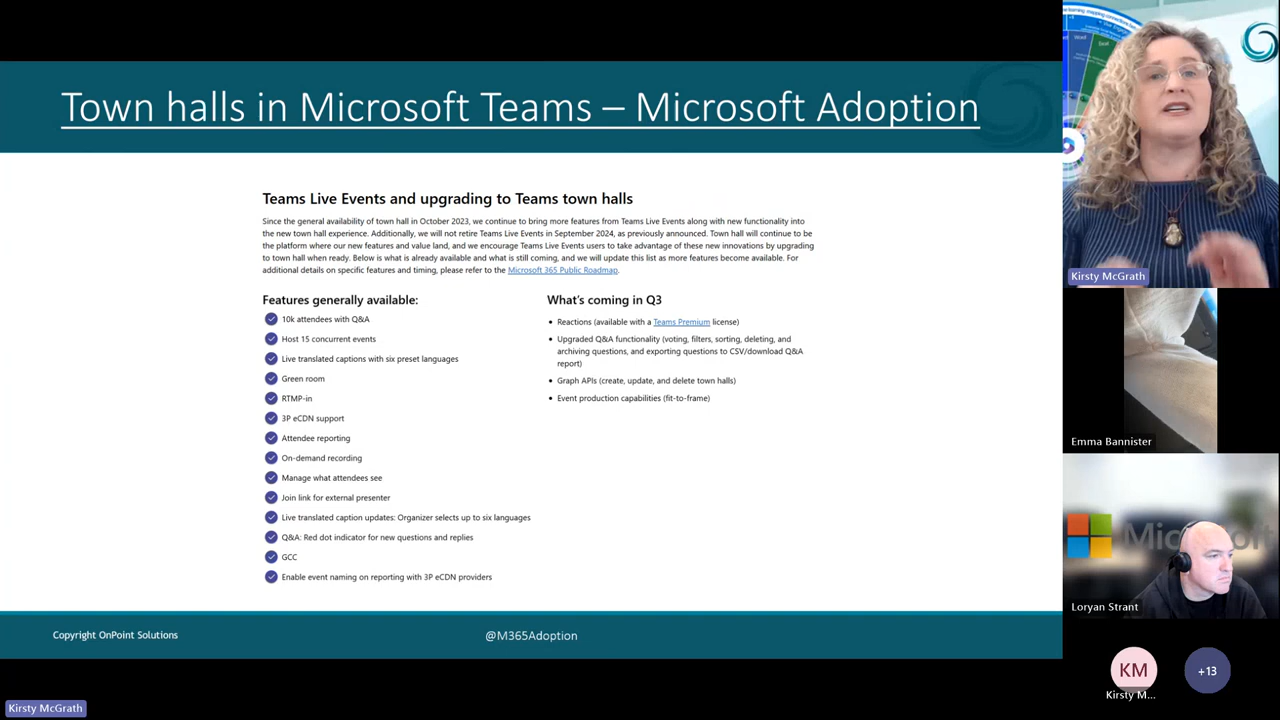 Town halls in Microsoft Teams – Microsoft Adoption
Teams Live Events and upgrading to Teams town halls
Since the general availability of town hall in October 2023, we continue to bring more features from Teams Live Events along with new functionality into
the new town hall experience. Additionally, we will not retire Teams Live Events in September 2024, as previously announced. Town hall will continue to be
the platform where our new features and value land, and we encourage Teams Live Events users to take advantage of these new innovations by upgrading
to town hall when ready. Below is what is already available and what is still coming, and we will update this list as more features become available. For
additional details on specific features and timing, please refer to the Microsoft 365 Public Roadmap.
Features generally available:
10k attendees with Q&A
Host 15 concurrent events
Live translated captions with six preset languages
Green room
RTMP-in
3P eCDN support
Attendee reporting
On-demand recording
Manage what attendees see
Join link for external presenter
Live translated caption updates: Organizer selects up to six languages
Q&A: Red dot indicator for new questions and replies
GCC
Enable event naming on reporting with 3P eCDN providers
What's coming in Q3
Reactions (available with a Teams Premium license)
Upgraded Q&A functionality (voting, filters, sorting, deleting, and
archiving questions, and exporting questions to CSV/download Q&A
report)
Graph APIs (create, update, and delete town halls)
Event production capabilities (fit-to-frame)
Copyright OnPoint Solutions
@M365Adoption
Kirsty McGrath
Kirsty McGrath
Emma Bannister
Loryan Strant
KM
Kirsty M...
+13